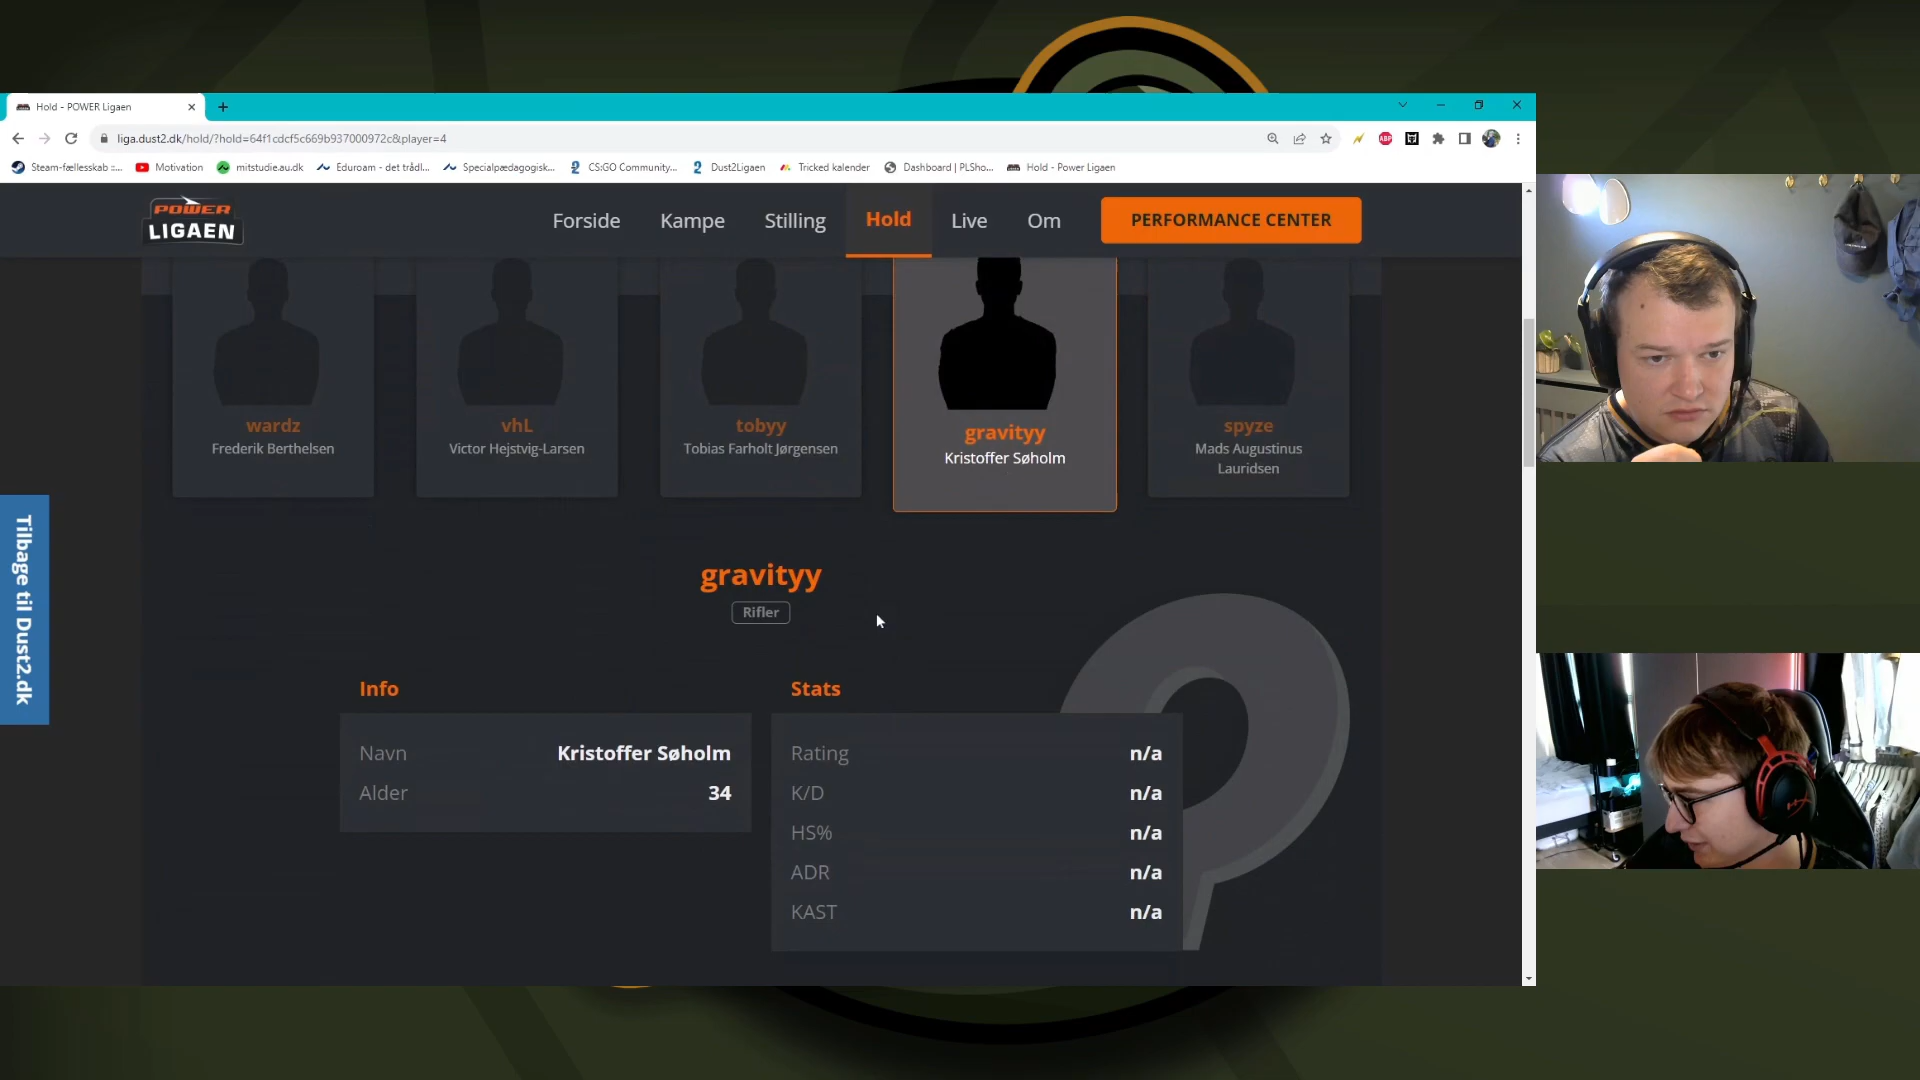 Hold - POWER Ligaen
liga.dust2.dk/hold/?hold=64f1cdcf5c669b937000972c&player=4
Steam-fællesskab ::...
Motivation
mitstudie.au.dk
Eduroam - det trådl...
Specialpædagogisk...
CS:GO Community...
Dust2Ligaen
Tricked kalender
Dashboard | PLSho...
Hold - Power Ligaen
POWER
LIGAEN
Forside
Kampe
Stilling
Hold
Live
Om
PERFORMANCE CENTER
wardz
Frederik Berthelsen
vhL
Victor Hejstvig-Larsen
tobyy
Tobias Farholt Jørgensen
gravityy
Kristoffer Søholm
spyze
Mads Augustinus
Lauridsen
Tilbage til Dust2.dk
gravityy
Rifler
Info
Navn Kristoffer Søholm
Alder 34
Stats
Rating n/a
K/D n/a
HS% n/a
ADR n/a
KAST n/a
ABP